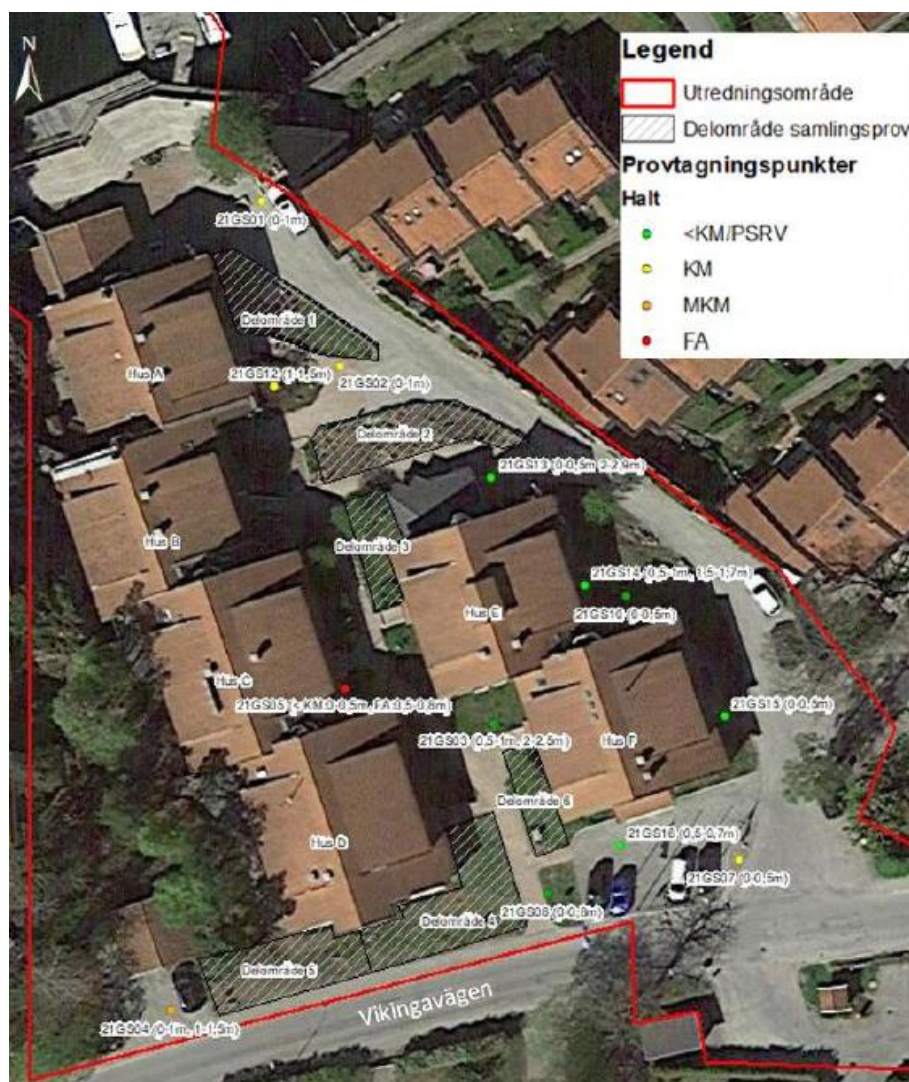 N
Legend
Utredningsområde
Delområde samlingsprov
Provtagningspunkter
Halt
<KM/PSRV
KM
MKM
FA
21GS01 (0-1m)
Delområde 1
Hus A
21GS12 (1-1,5m)
21GS02 (0-1m)
Delområde 2
21GS13 (0-0,5m 2-2,9m)
Hus B
Delområde 3
21GS14 (0,5-1m, 1,5-1,7m)
Hus E
21GS10 (0-0,5m)
Hus C
21GS05 (<KM:0-0,5m, FA:0,5-0,8m)
21GS15 (0-0,5m)
21GS03 (0,5-1m, 2-2,5m)
Hus F
Delområde 6
Hus D
21GS16 (0,5-0,7m)
21GS07 (0-0,5m)
21GS08 (0-0,8m)
Delområde 4
Delområde 5
Vikingavägen
21GS04 (0-1m, 1-1,5m)